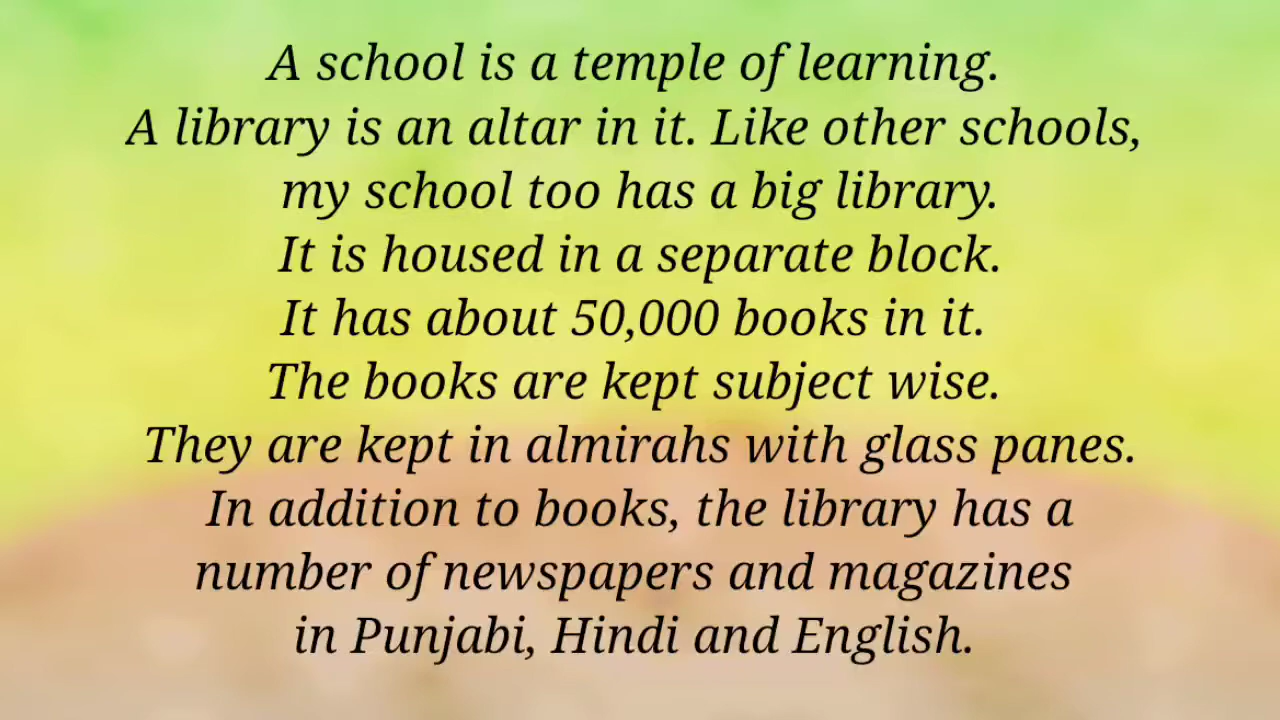 A school is a temple of learning.
A library is an altar in it. Like other schools,
my school too has a big library.
It is housed in a separate block.
It has about 50,000 books in it.
The books are kept subject wise.
They are kept in almirahs with glass panes.
In addition to books, the library has a
number of newspapers and magazines
in Punjabi, Hindi and English.